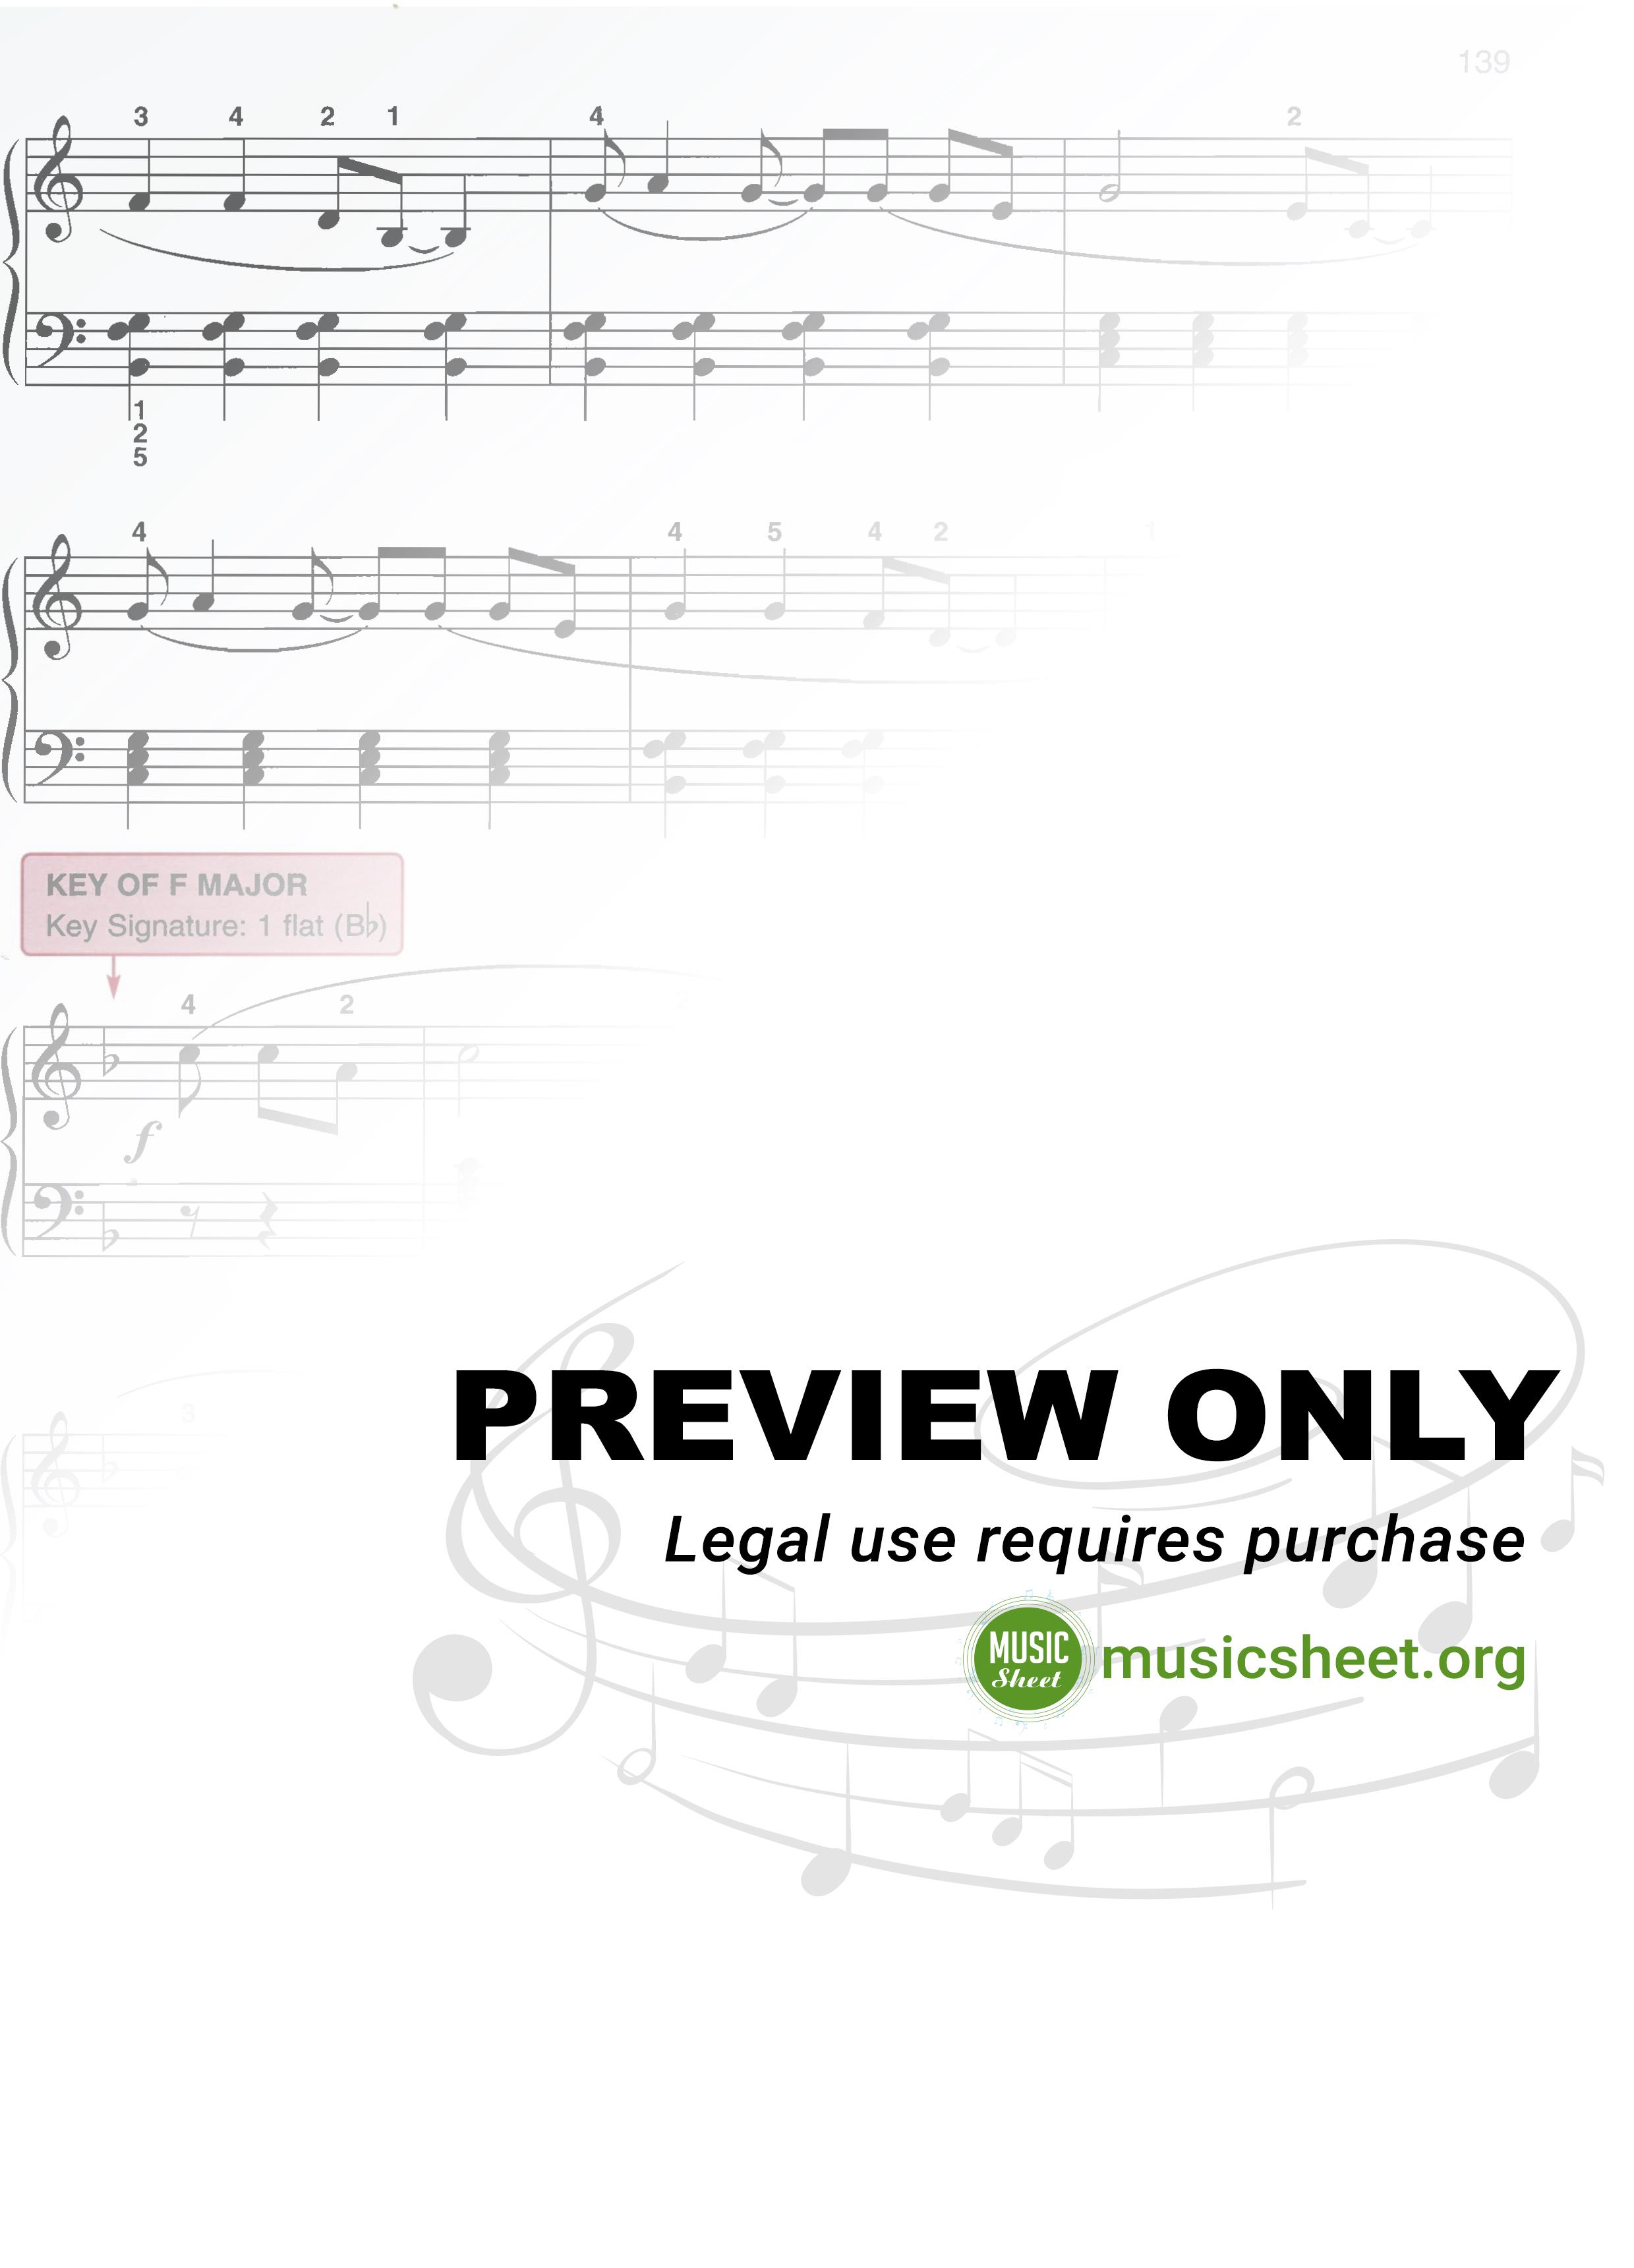 139
3 4 2 1 4 2
1
2
5
4 4 5 4 2 1
KEY OF F MAJOR
Key Signature: 1 flat (B♭)
4 2
f
3
PREVIEW ONLY
Legal use requires purchase
MUSIC
Sheet
musicsheet.org